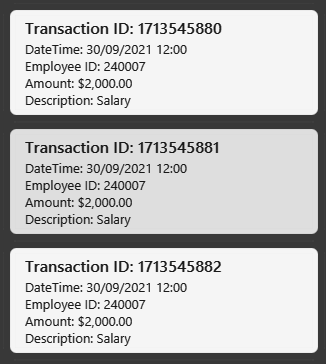 Transaction ID: 1713545880
DateTime: 30/09/2021 12:00
Employee ID: 240007
Amount: $2,000.00
Description: Salary
Transaction ID: 1713545881
DateTime: 30/09/2021 12:00
Employee ID: 240007
Amount: $2,000.00
Description: Salary
Transaction ID: 1713545882
DateTime: 30/09/2021 12:00
Employee ID: 240007
Amount: $2,000.00
Description: Salary